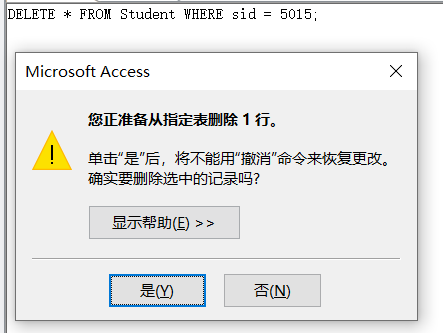 DELETE * FROM Student WHERE sid = 5015;
Microsoft Access
您正准备从指定表删除 1 行。
单击“是”后，将不能用“撤消”命令来恢复更改。
确实要删除选中的记录吗?
显示帮助(E) >>
是(Y)
否(N)